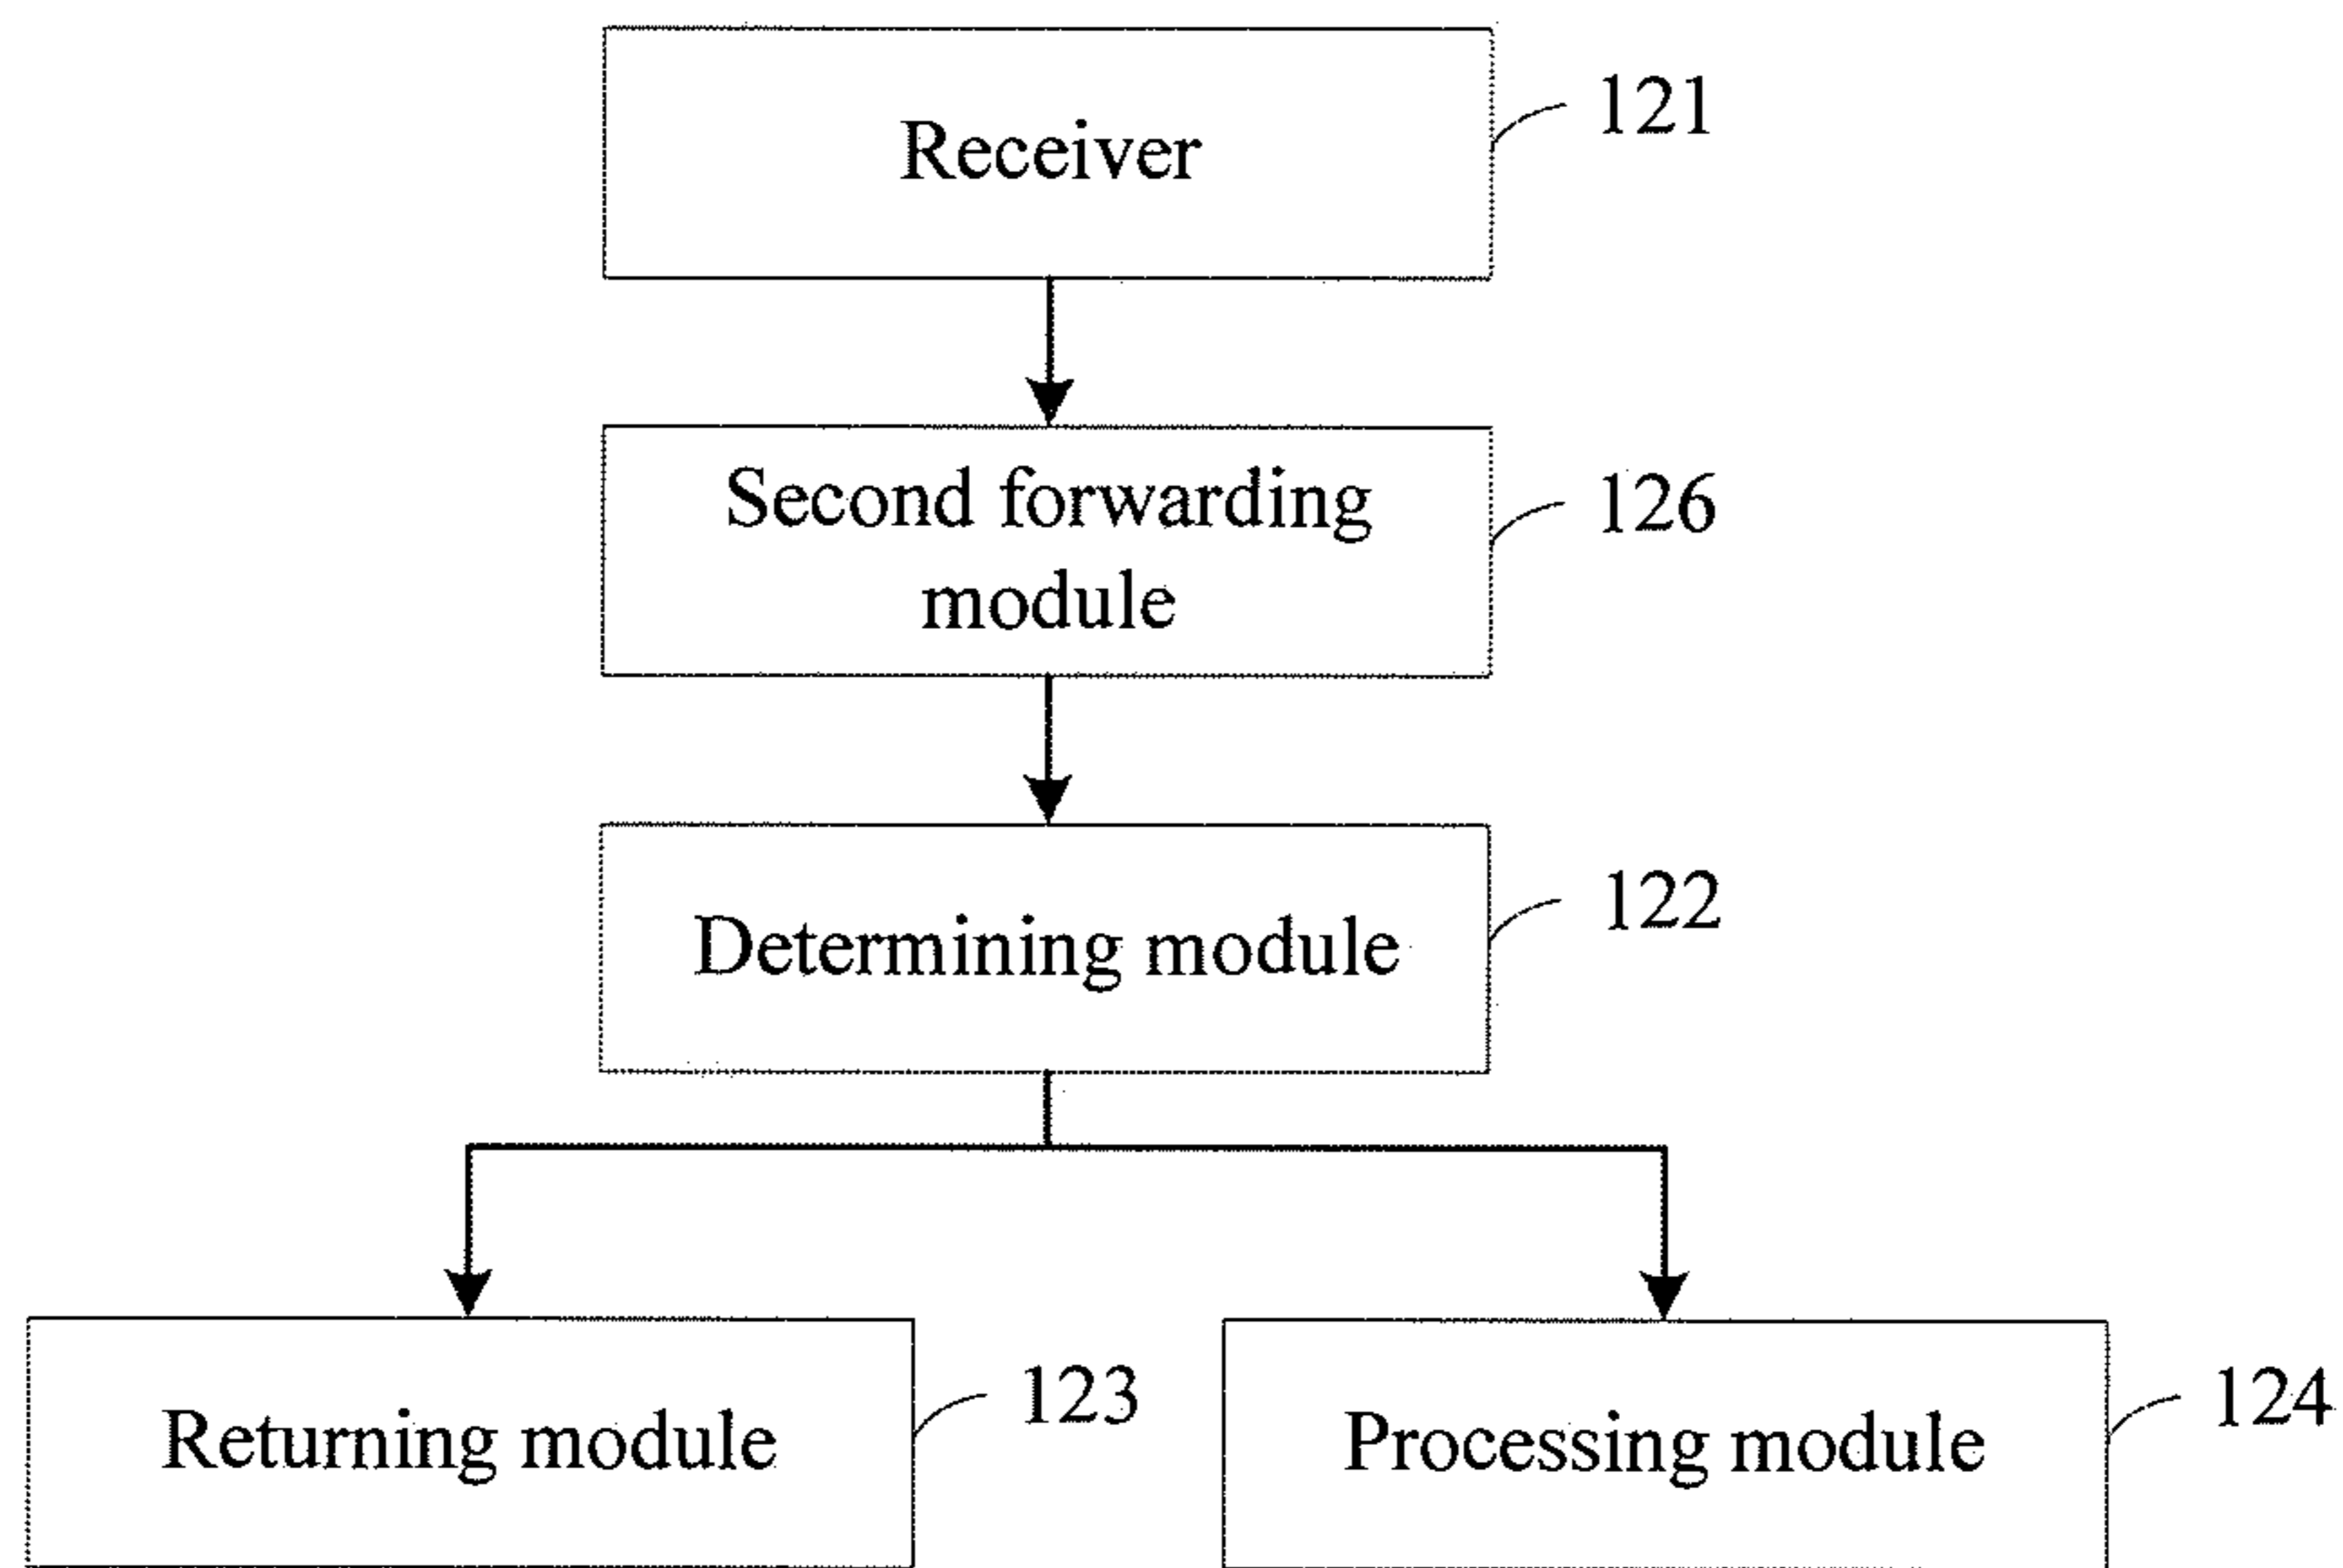 Receiver
121
Second forwarding
module
126
Determining module
122
Returning module
123
Processing module
124